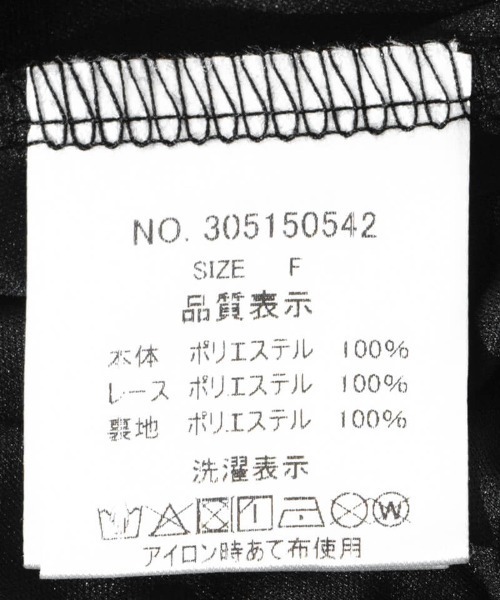 NO. 305150542
SIZE F
品質表示
本体 ポリエステル 100%
レース ポリエステル 100%
裏地 ポリエステル 100%
洗濯表示
W
アイロン時あて布使用